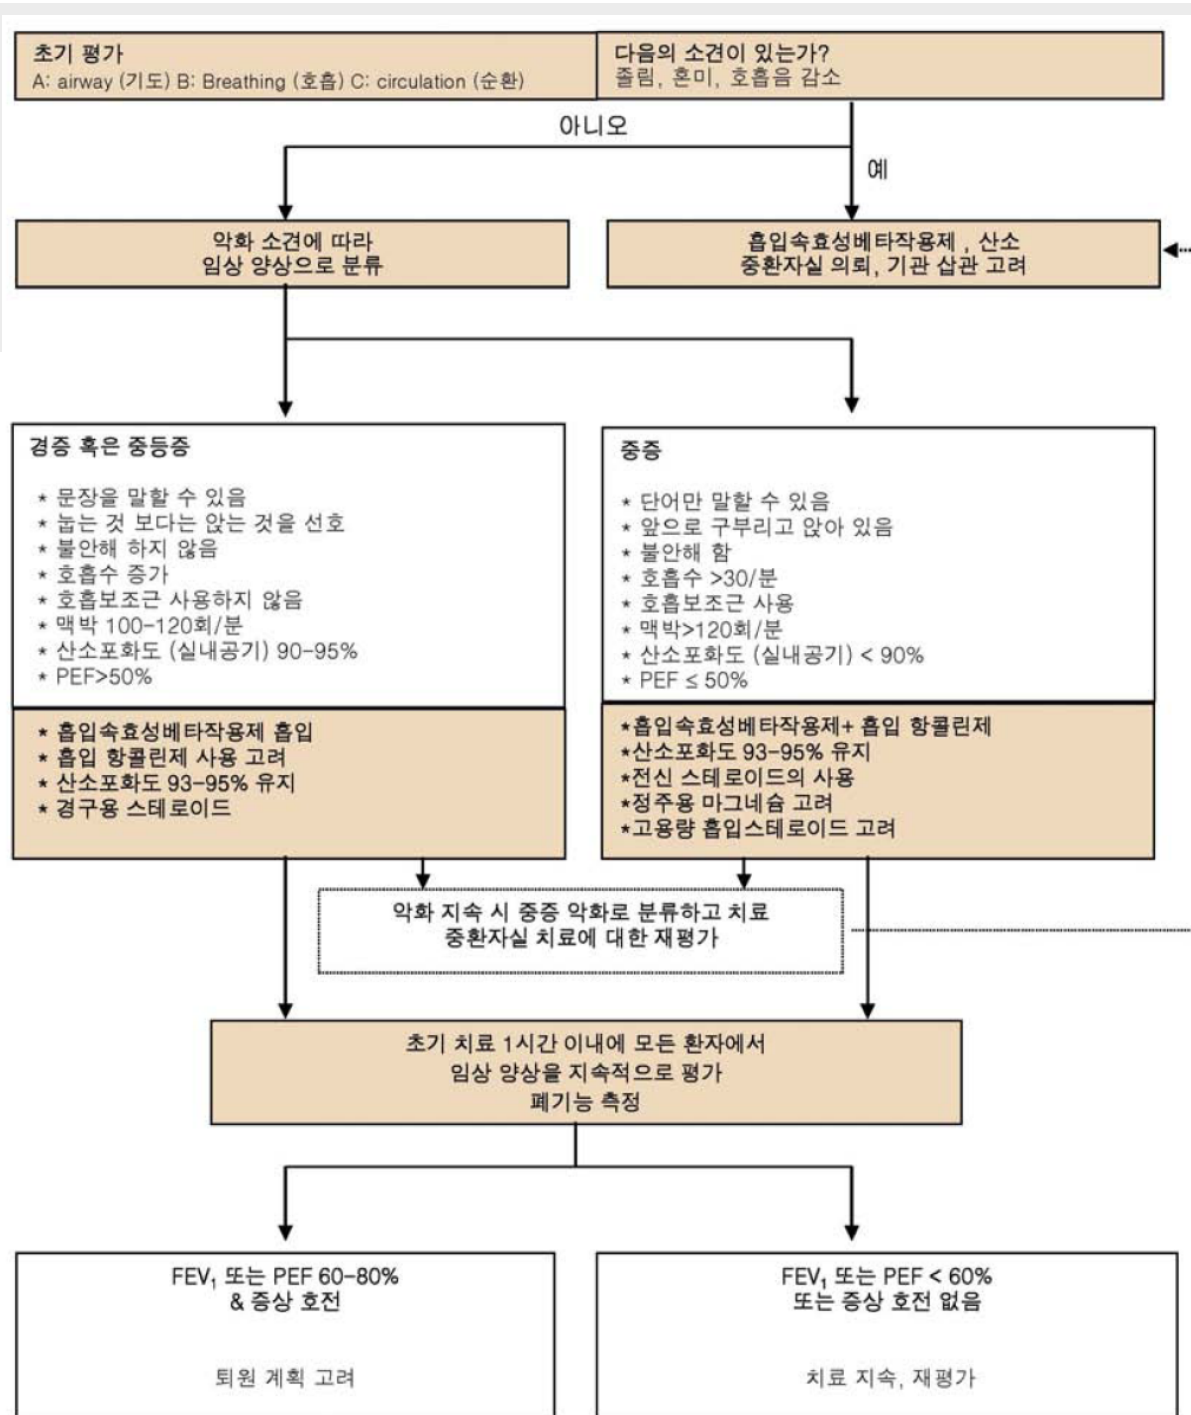 초기 평가
A: airway (기도) B: Breathing (호흡) C: circulation (순환)
다음의 소견이 있는가?
졸림, 혼미, 호흡음 감소
아니오
예
악화 소견에 따라
임상 양상으로 분류
흡입속효성베타작용제 , 산소
중환자실 의뢰, 기관 삽관 고려
경증 혹은 중등증
* 문장을 말할 수 있음
* 눕는 것 보다는 앉는 것을 선호
* 불안해 하지 않음
* 호흡수 증가
* 호흡보조근 사용하지 않음
* 맥박 100-120회/분
* 산소포화도 (실내공기) 90-95%
* PEF>50%
* 흡입속효성베타작용제 흡입
* 흡입 항콜린제 사용 고려
* 산소포화도 93-95% 유지
* 경구용 스테로이드
중증
* 단어만 말할 수 있음
* 앞으로 구부리고 앉아 있음
* 불안해 함
* 호흡수 >30/분
* 호흡보조근 사용
* 맥박>120회/분
* 산소포화도 (실내공기) < 90%
* PEF ≤ 50%
*흡입속효성베타작용제+ 흡입 항콜린제
*산소포화도 93-95% 유지
*전신 스테로이드의 사용
*정주용 마그네슘 고려
*고용량 흡입스테로이드 고려
악화 지속 시 중증 악화로 분류하고 치료
중환자실 치료에 대한 재평가
초기 치료 1시간 이내에 모든 환자에서
임상 양상을 지속적으로 평가
폐기능 측정
FEV₁ 또는 PEF 60-80%
& 증상 호전
퇴원 계획 고려
FEV₁ 또는 PEF < 60%
또는 증상 호전 없음
치료 지속, 재평가